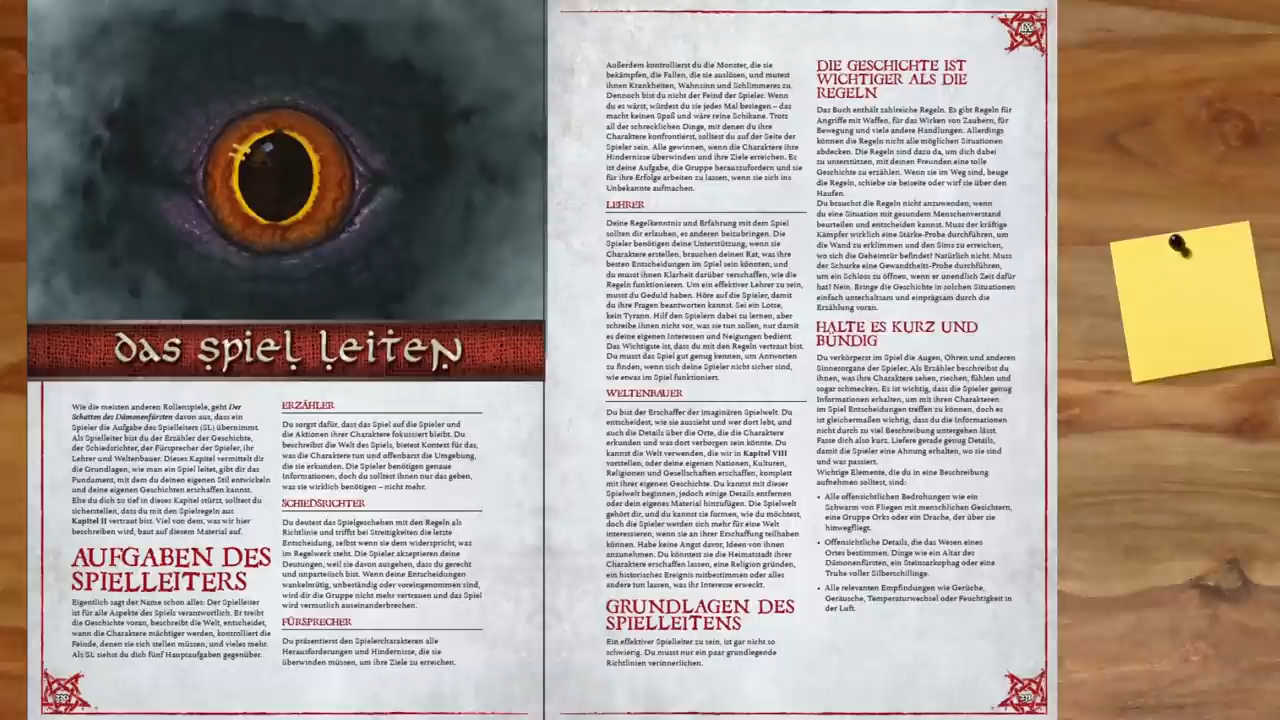 das spiel leiten
Wie die meisten anderen Rollenspiele, geht Der
Schatten des Dämonenfürsten davon aus, dass ein
Spieler die Aufgabe des Spielleiters (SL) übernimmt.
Als Spielleiter bist du der Erzähler der Geschichte,
der Schiedsrichter, der Fürsprecher der Spieler, ihr
Lehrer und Weltenbauer. Dieses Kapitel vermittelt dir
die Grundlagen, wie man ein Spiel leitet, gibt dir das
Fundament, mit dem du deinen eigenen Stil entwickeln
und deine eigenen Geschichten erschaffen kannst.
Ehe du dich zu tief in dieses Kapitel stürzt, solltest du
sicherstellen, dass du mit den Spielregeln aus
Kapitel II vertraut bist. Viel von dem, was wir hier
beschreiben wird, baut auf diesem Material auf.
AUFGABEN DES
SPIELLEITERS
Eigentlich sagt der Name schon alles: Der Spielleiter
ist für alle Aspekte des Spiels verantwortlich. Er treibt
die Geschichte voran, beschreibt die Welt, entscheidet,
wann die Charaktere mächtiger werden, kontrolliert die
Feinde, denen sie sich stellen müssen, und vieles mehr.
Als SL siehst du dich fünf Hauptaufgaben gegenüber.
ERZÄHLER
Du sorgst dafür, dass das Spiel auf die Spieler und
die Aktionen ihrer Charaktere fokussiert bleibt. Du
beschreibst die Welt des Spiels, bietest Kontext für das,
was die Charaktere tun und offenbarst die Umgebung,
die sie erkunden. Die Spieler benötigen genaue
Informationen, doch du solltest ihnen nur das geben,
was sie wirklich benötigen – nicht mehr.
SCHIEDSRICHTER
Du deutest das Spielgeschehen mit den Regeln als
Richtlinie und triffst bei Streitigkeiten die letzte
Entscheidung, selbst wenn sie dem widerspricht, was
im Regelwerk steht. Die Spieler akzeptieren deine
Deutungen, weil sie davon ausgehen, dass du gerecht
und unparteiisch bist. Wenn deine Entscheidungen
wankelmütig, unbeständig oder voreingenommen sind,
wird dir die Gruppe nicht mehr vertrauen und das Spiel
wird vermutlich auseinanderbrechen.
FÜRSPRECHER
Du präsentierst den Spielercharakteren alle
Herausforderungen und Hindernisse, die sie
überwinden müssen, um ihre Ziele zu erreichen.
Außerdem kontrollierst du die Monster, die sie
bekämpfen, die Fallen, die sie auslösen, und mutest
ihnen Krankheiten, Wahnsinn und Schlimmeres zu.
Dennoch bist du nicht der Feind der Spieler. Wenn
du es wärst, würdest du sie jedes Mal besiegen – das
macht keinen Spaß und wäre reine Schikane. Trotz
all der schrecklichen Dinge, mit denen du ihre
Charaktere konfrontierst, solltest du auf der Seite der
Spieler sein. Alle gewinnen, wenn die Charaktere ihre
Hindernisse überwinden und ihre Ziele erreichen. Es
ist deine Aufgabe, die Gruppe herauszufordern und sie
für ihre Erfolge arbeiten zu lassen, wenn sie sich ins
Unbekannte aufmachen.
LEHRER
Deine Regelkenntnis und Erfahrung mit dem Spiel
sollten dir erlauben, es anderen beizubringen. Die
Spieler benötigen deine Unterstützung, wenn sie
Charaktere erstellen, brauchen deinen Rat, was ihre
besten Entscheidungen im Spiel sein könnten, und
du musst ihnen Klarheit darüber verschaffen, wie die
Regeln funktionieren. Um ein effektiver Lehrer zu sein,
musst du Geduld haben. Höre auf die Spieler, damit
du ihre Fragen beantworten kannst. Sei ein Lotse,
kein Tyrann. Hilf den Spielern dabei zu lernen, aber
schreibe ihnen nicht vor, was sie tun sollen, nur damit
es deine eigenen Interessen und Neigungen bedient.
Das Wichtigste ist, dass du mit den Regeln vertraut bist.
Du musst das Spiel gut genug kennen, um Antworten
zu finden, wenn sich deine Spieler nicht sicher sind,
wie etwas im Spiel funktioniert.
WELTENBAUER
Du bist der Erschaffer der imaginären Spielwelt. Du
entscheidest, wie sie aussieht und wer dort lebt, und
auch die Details über die Orte, die die Charaktere
erkunden und was dort verborgen sein könnte. Du
kannst die Welt verwenden, die wir in Kapitel VIII
vorstellen, oder deine eigenen Nationen, Kulturen,
Religionen und Gesellschaften erschaffen, komplett
mit ihrer eigenen Geschichte. Du kannst mit dieser
Spielwelt beginnen, jedoch einige Details entfernen
oder dein eigenes Material hinzufügen. Die Spielwelt
gehört dir, und du kannst sie formen, wie du möchtest,
doch die Spieler werden sich mehr für eine Welt
interessieren, wenn sie an ihrer Erschaffung teilhaben
können. Habe keine Angst davor, Ideen von ihnen
anzunehmen. Du könntest sie die Heimatstadt ihrer
Charaktere erschaffen lassen, eine Religion gründen,
ein historisches Ereignis mitbestimmen oder alles
andere tun lassen, was ihr Interesse erweckt.
GRUNDLAGEN DES
SPIELLEITENS
Ein effektiver Spielleiter zu sein, ist gar nicht so
schwierig. Du musst nur ein paar grundlegende
Richtlinien verinnerlichen.
DIE GESCHICHTE IST
WICHTIGER ALS DIE
REGELN
Das Buch enthält zahlreiche Regeln. Es gibt Regeln für
Angriffe mit Waffen, für das Wirken von Zaubern, für
Bewegung und viele andere Handlungen. Allerdings
können die Regeln nicht alle möglichen Situationen
abdecken. Die Regeln sind dazu da, um dich dabei
zu unterstützen, mit deinen Freunden eine tolle
Geschichte zu erzählen. Wenn sie im Weg sind, beuge
die Regeln, schiebe sie beiseite oder wirf sie über den
Haufen.
Du brauchst die Regeln nicht anzuwenden, wenn
du eine Situation mit gesundem Menschenverstand
beurteilen und entscheiden kannst. Muss der kräftige
Kämpfer wirklich eine Stärke-Probe durchführen, um
die Wand zu erklimmen und den Sims zu erreichen,
wo sich die Geheimtür befindet? Natürlich nicht. Muss
der Schurke eine Gewandtheits-Probe durchführen,
um ein Schloss zu öffnen, wenn er unendlich Zeit dafür
hat? Nein. Bringe die Geschichte in solchen Situationen
einfach unterhaltsam und einprägsam durch die
Erzählung voran.
HALTE ES KURZ UND
BÜNDIG
Du verkörperst im Spiel die Augen, Ohren und anderen
Sinnesorgane der Spieler. Als Erzähler beschreibst du
ihnen, was ihre Charaktere sehen, riechen, fühlen und
sogar schmecken. Es ist wichtig, dass die Spieler genug
Informationen erhalten, um mit ihren Charakteren
im Spiel Entscheidungen treffen zu können, doch es
ist gleichermaßen wichtig, dass du die Informationen
nicht durch zu viel Beschreibung untergehen lässt.
Fasse dich also kurz. Liefere gerade genug Details,
damit die Spieler eine Ahnung erhalten, wo sie sind
und was passiert.
Wichtige Elemente, die du in eine Beschreibung
aufnehmen solltest, sind:
• Alle offensichtlichen Bedrohungen wie ein
Schwarm von Fliegen mit menschlichen Gesichtern,
eine Gruppe Orks oder ein Drache, der über sie
hinwegfliegt.
• Offensichtliche Details, die das Wesen eines
Ortes bestimmen. Dinge wie ein Altar des
Dämonenfürsten, ein Steinsarkophag oder eine
Truhe voller Silberschillinge.
• Alle relevanten Empfindungen wie Gerüche,
Geräusche, Temperaturwechsel oder Feuchtigkeit in
der Luft.